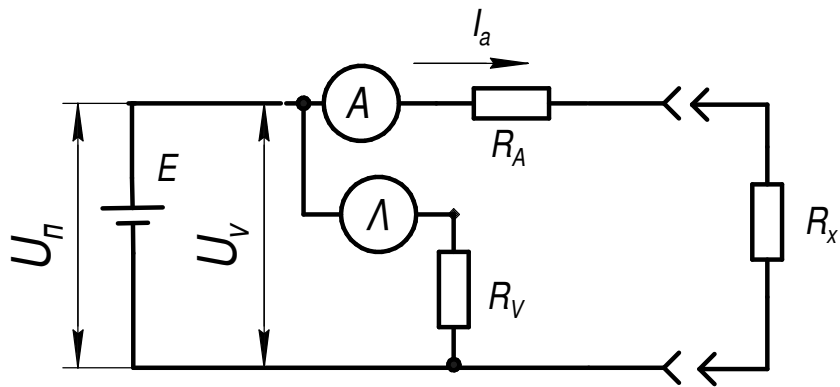 I_a
A
R_A
E
U_п
U_v
Λ
R_V
R_x